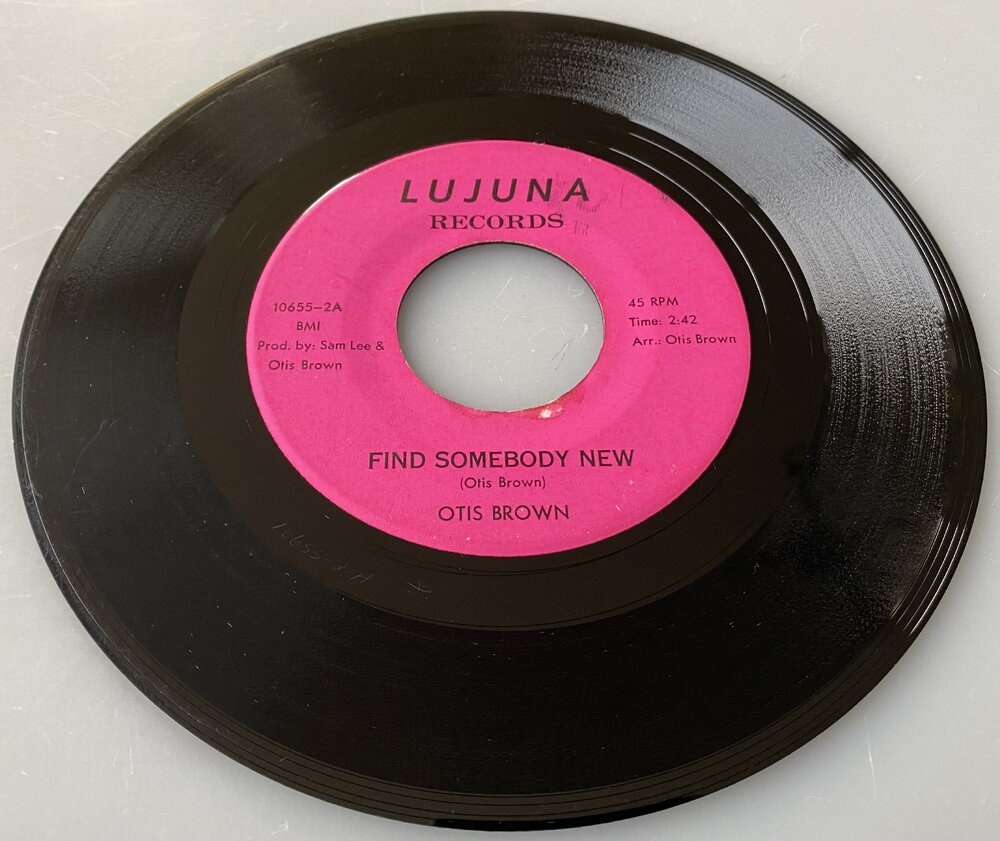 LUJUNA
RECORDS
10655-2A
BMI
Prod. by: Sam Lee &
Otis Brown
45 RPM
Time: 2:42
Arr.: Otis Brown
FIND SOMEBODY NEW
(Otis Brown)
OTIS BROWN